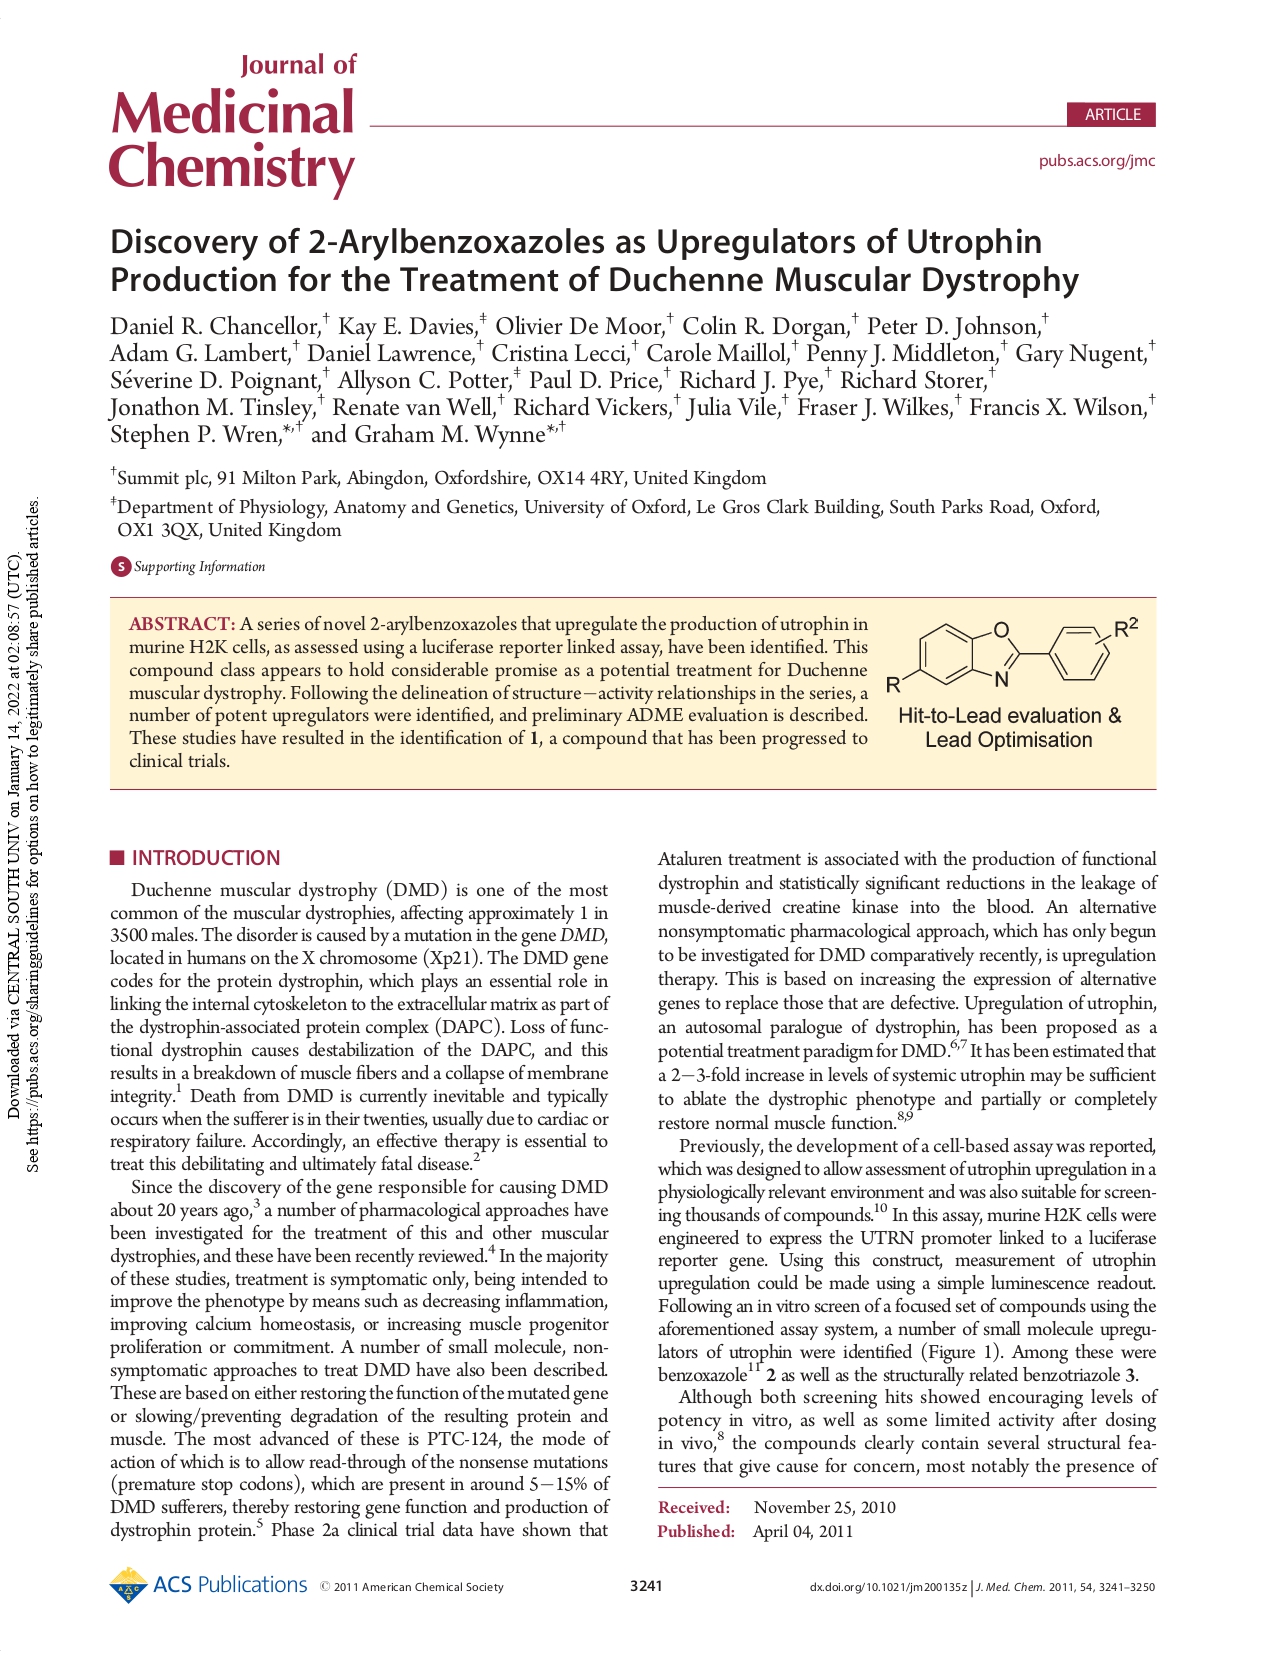 Journal of
Medicinal
Chemistry
ARTICLE
pubs.acs.org/jmc
Discovery of 2-Arylbenzoxazoles as Upregulators of Utrophin
Production for the Treatment of Duchenne Muscular Dystrophy
Daniel R. Chancellor,† Kay E. Davies,‡ Olivier De Moor,† Colin R. Dorgan,† Peter D. Johnson,†
Adam G. Lambert,† Daniel Lawrence,† Cristina Lecci,† Carole Maillol,† Penny J. Middleton,† Gary Nugent,†
Séverine D. Poignant,† Allyson C. Potter,‡ Paul D. Price,† Richard J. Pye,† Richard Storer,†
Jonathon M. Tinsley,† Renate van Well,† Richard Vickers,† Julia Vile,† Fraser J. Wilkes,† Francis X. Wilson,†
Stephen P. Wren,*,† and Graham M. Wynne*,†
†Summit plc, 91 Milton Park, Abingdon, Oxfordshire, OX14 4RY, United Kingdom
‡Department of Physiology, Anatomy and Genetics, University of Oxford, Le Gros Clark Building, South Parks Road, Oxford,
OX1 3QX, United Kingdom
S Supporting Information
ABSTRACT: A series of novel 2-arylbenzoxazoles that upregulate the production of utrophin in
murine H2K cells, as assessed using a luciferase reporter linked assay, have been identified. This
compound class appears to hold considerable promise as a potential treatment for Duchenne
muscular dystrophy. Following the delineation of structure−activity relationships in the series, a
number of potent upregulators were identified, and preliminary ADME evaluation is described.
These studies have resulted in the identification of 1, a compound that has been progressed to
clinical trials.
O
R2
N
R
Hit-to-Lead evaluation &
Lead Optimisation
■ INTRODUCTION
Duchenne muscular dystrophy (DMD) is one of the most
common of the muscular dystrophies, affecting approximately 1 in
3500 males. The disorder is caused by a mutation in the gene DMD,
located in humans on the X chromosome (Xp21). The DMD gene
codes for the protein dystrophin, which plays an essential role in
linking the internal cytoskeleton to the extracellular matrix as part of
the dystrophin-associated protein complex (DAPC). Loss of func-
tional dystrophin causes destabilization of the DAPC, and this
results in a breakdown of muscle fibers and a collapse of membrane
integrity.1 Death from DMD is currently inevitable and typically
occurs when the sufferer is in their twenties, usually due to cardiac or
respiratory failure. Accordingly, an effective therapy is essential to
treat this debilitating and ultimately fatal disease.2
Since the discovery of the gene responsible for causing DMD
about 20 years ago,3 a number of pharmacological approaches have
been investigated for the treatment of this and other muscular
dystrophies, and these have been recently reviewed.4 In the majority
of these studies, treatment is symptomatic only, being intended to
improve the phenotype by means such as decreasing inflammation,
improving calcium homeostasis, or increasing muscle progenitor
proliferation or commitment. A number of small molecule, non-
symptomatic approaches to treat DMD have also been described.
These are based on either restoring the function of the mutated gene
or slowing/preventing degradation of the resulting protein and
muscle. The most advanced of these is PTC-124, the mode of
action of which is to allow read-through of the nonsense mutations
(premature stop codons), which are present in around 5−15% of
DMD sufferers, thereby restoring gene function and production of
dystrophin protein.5 Phase 2a clinical trial data have shown that
Ataluren treatment is associated with the production of functional
dystrophin and statistically significant reductions in the leakage of
muscle-derived creatine kinase into the blood. An alternative
nonsymptomatic pharmacological approach, which has only begun
to be investigated for DMD comparatively recently, is upregulation
therapy. This is based on increasing the expression of alternative
genes to replace those that are defective. Upregulation of utrophin,
an autosomal paralogue of dystrophin, has been proposed as a
potential treatment paradigm for DMD.6,7 It has been estimated that
a 2−3-fold increase in levels of systemic utrophin may be sufficient
to ablate the dystrophic phenotype and partially or completely
restore normal muscle function.8,9
Previously, the development of a cell-based assay was reported,
which was designed to allow assessment of utrophin upregulation in a
physiologically relevant environment and was also suitable for screen-
ing thousands of compounds.10 In this assay, murine H2K cells were
engineered to express the UTRN promoter linked to a luciferase
reporter gene. Using this construct, measurement of utrophin
upregulation could be made using a simple luminescence readout.
Following an in vitro screen of a focused set of compounds using the
aforementioned assay system, a number of small molecule upregu-
lators of utrophin were identified (Figure 1). Among these were
benzoxazole11 2 as well as the structurally related benzotriazole 3.
Although both screening hits showed encouraging levels of
potency in vitro, as well as some limited activity after dosing
in vivo,8 the compounds clearly contain several structural fea-
tures that give cause for concern, most notably the presence of
Received: November 25, 2010
Published: April 04, 2011
ACS Publications © 2011 American Chemical Society
3241
dx.doi.org/10.1021/jm200135z | J. Med. Chem. 2011, 54, 3241–3250
Downloaded via CENTRAL SOUTH UNIV on January 14, 2022 at 02:08:57 (UTC).
See https://pubs.acs.org/sharingguidelines for options on how to legitimately share published articles.